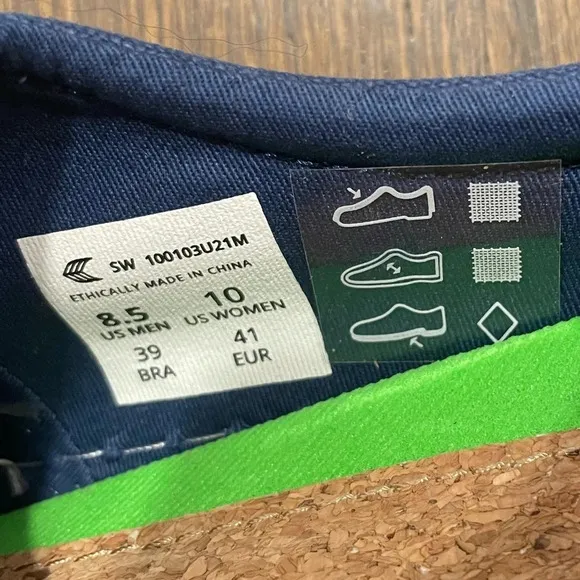 SW 100103U21M
ETHICALLY MADE IN CHINA
8.5 10
US MEN US WOMEN
39 41
BRA EUR